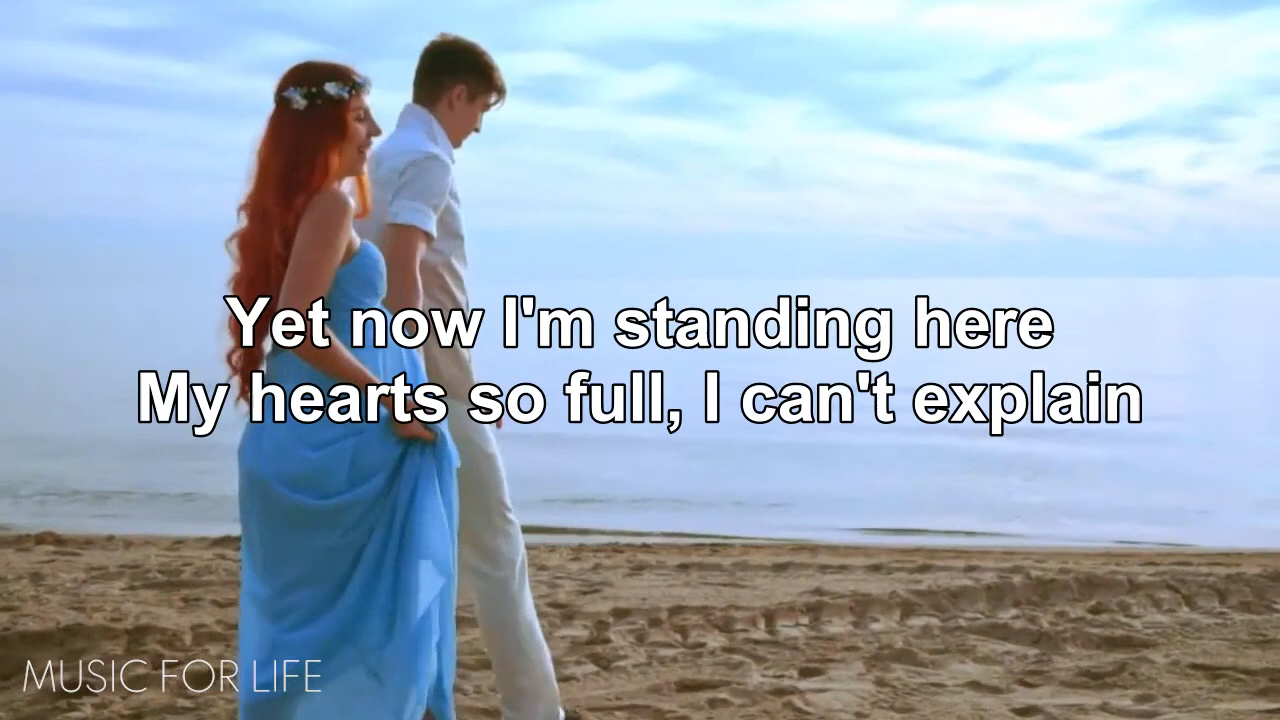 Yet now I'm standing here
My hearts so full, I can't explain
MUSIC FOR LIFE